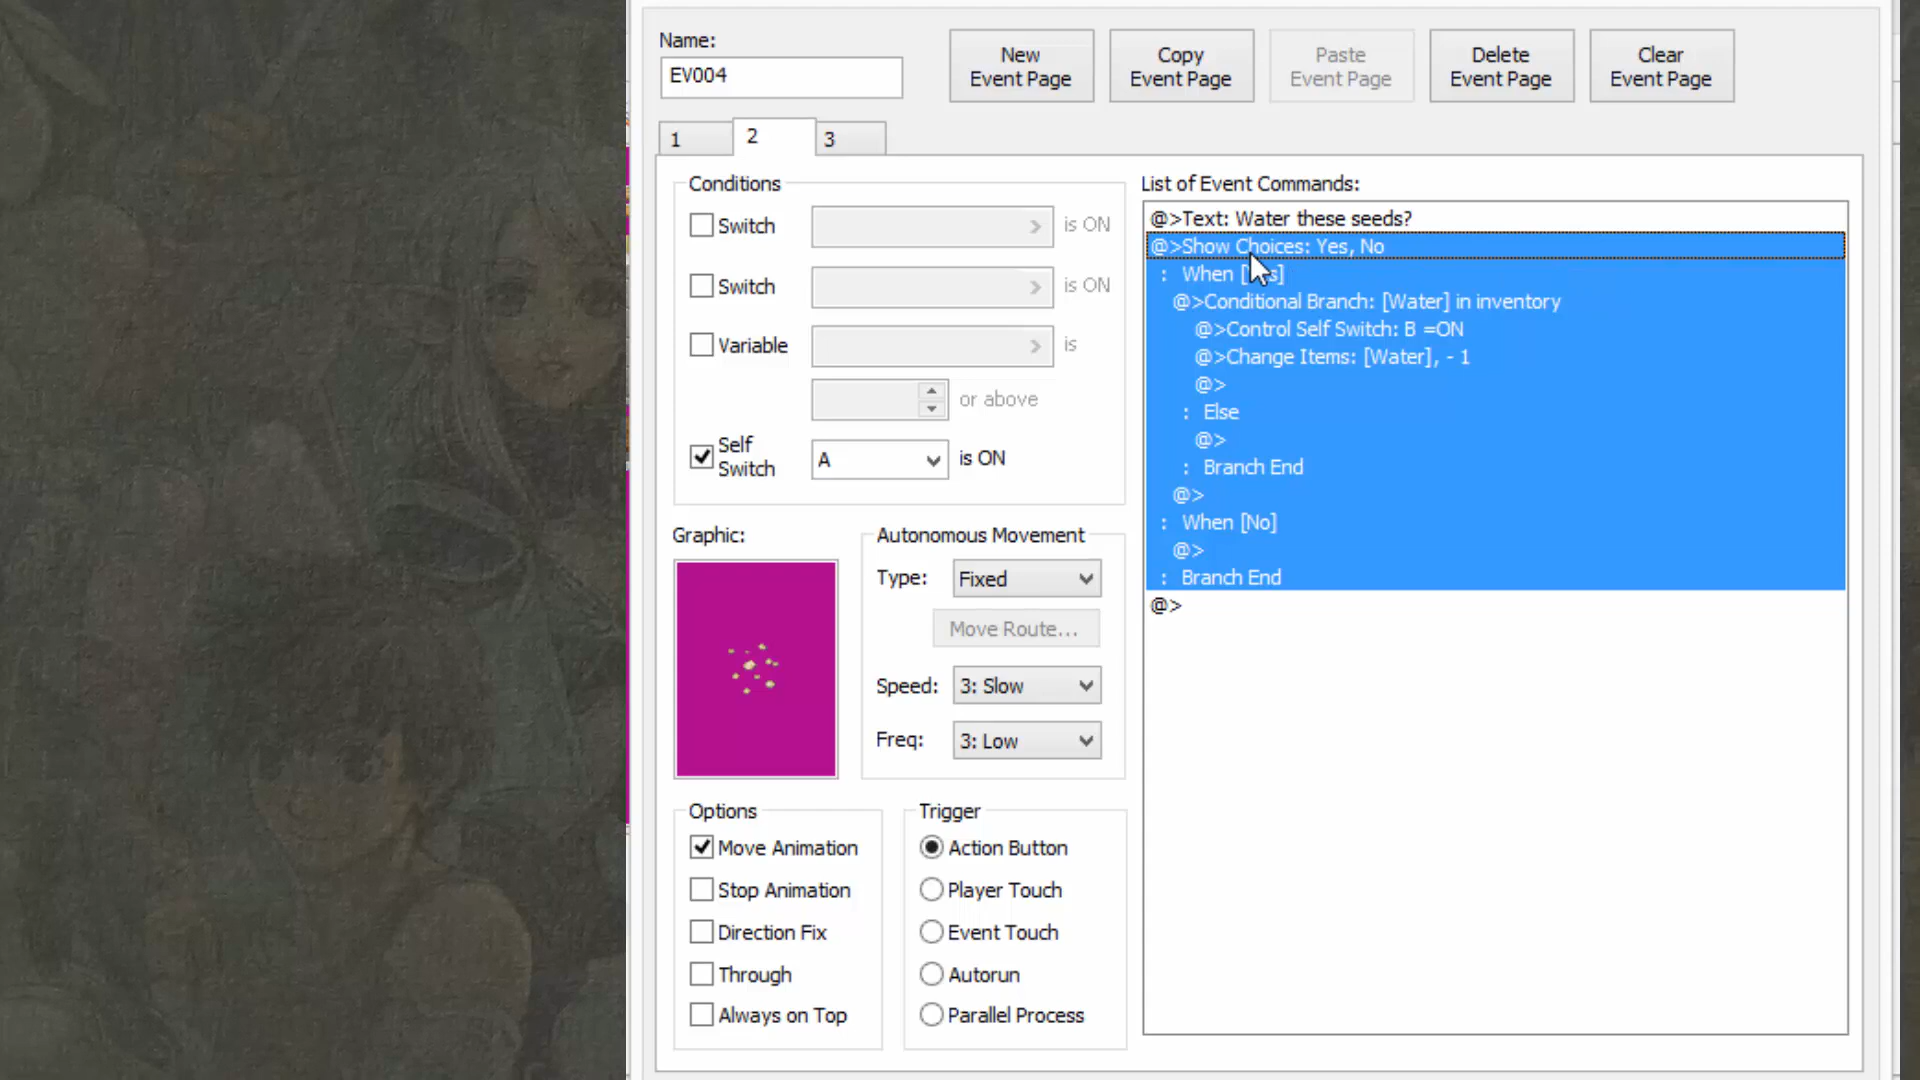 Name:
EV004
New
Event Page
Copy
Event Page
Paste
Event Page
Delete
Event Page
Clear
Event Page
1
2
3
Conditions
Switch
is ON
Switch
is ON
Variable
is
or above
Self
Switch
A
is ON
Graphic:
Autonomous Movement
Type:
Fixed
Move Route...
Speed:
3: Slow
Freq:
3: Low
Options
Move Animation
Stop Animation
Direction Fix
Through
Always on Top
Trigger
Action Button
Player Touch
Event Touch
Autorun
Parallel Process
List of Event Commands:
@>Text: Water these seeds?
@>Show Choices: Yes, No
: When
@>Conditional Branch: [Water] in inventory
@>Control Self Switch: B =ON
@>Change Items: [Water], - 1
@>
: Else
@>
: Branch End
@>
: When [No]
@>
: Branch End
@>